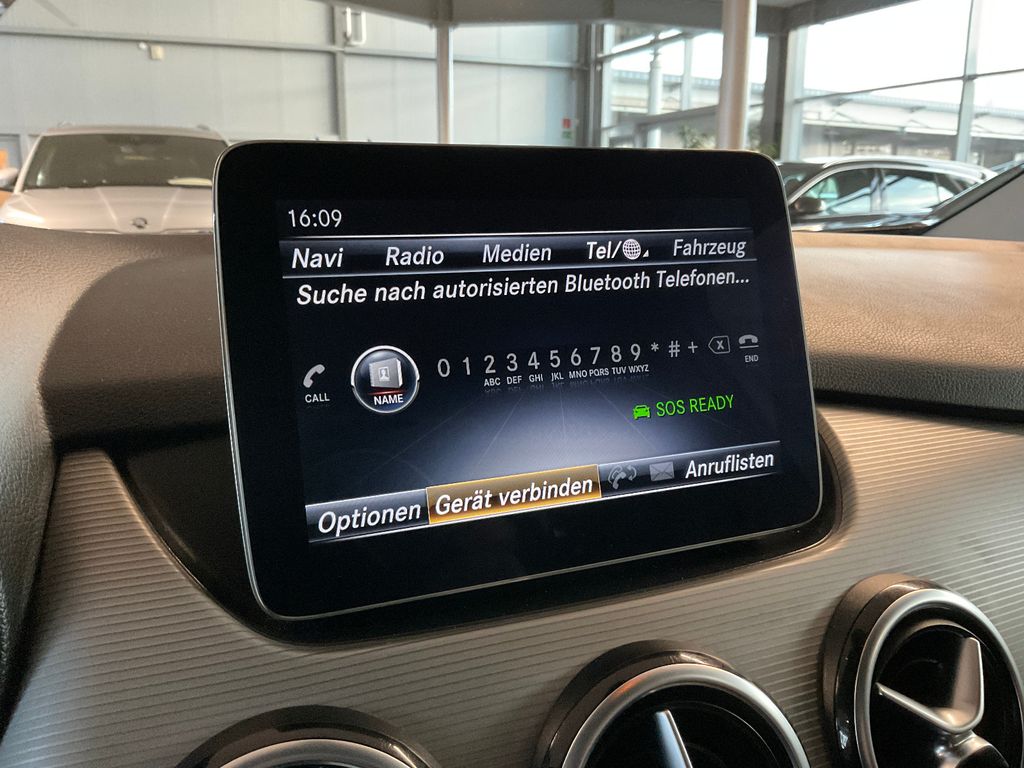 16:09
Navi Radio Medien Tel/ Fahrzeug
Suche nach autorisierten Bluetooth Telefonen...
0 1 2 3 4 5 6 7 8 9 * # + X
ABC DEF GHI JKL MNO PQRS TUV WXYZ
CALL NAME END
SOS READY
Optionen Gerät verbinden Anruflisten